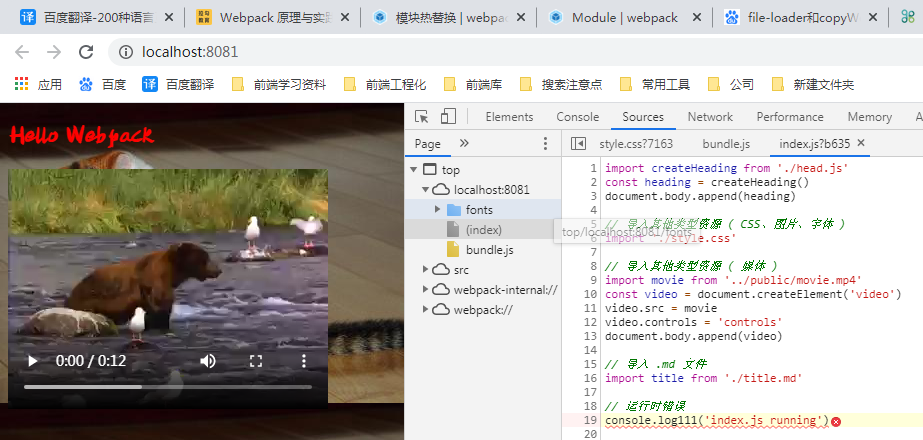 百度翻译-200种语言
Webpack 原理与实
模块热替换 | webpac
Module | webpack
file-loader和copyW
localhost:8081
应用
百度
百度翻译
前端学习资料
前端工程化
前端库
搜索注意点
常用工具
公司
新建文件夹
Hello Webpack
0:00 / 0:12
Elements
Console
Sources
Network
Performance
Memory
A
Page
style.css?7163
bundle.js
index.js?b635
top
localhost:8081
fonts
(index)
bundle.js
src
webpack-internal://
webpack://
top/localhost:8081/fonts
1 import createHeading from './head.js'
2 const heading = createHeading()
3 document.body.append(heading)
4
5 // 导入其他类型资源 ( CSS、图片、字体 )
6 import './style.css'
7
8 // 导入其他类型资源 ( 媒体 )
9 import movie from '../public/movie.mp4'
10 const video = document.createElement('video')
11 video.src = movie
12 video.controls = 'controls'
13 document.body.append(video)
14
15 // 导入 .md 文件
16 import title from './title.md'
17
18 // 运行时错误
19 console.log111('index.js running')
20